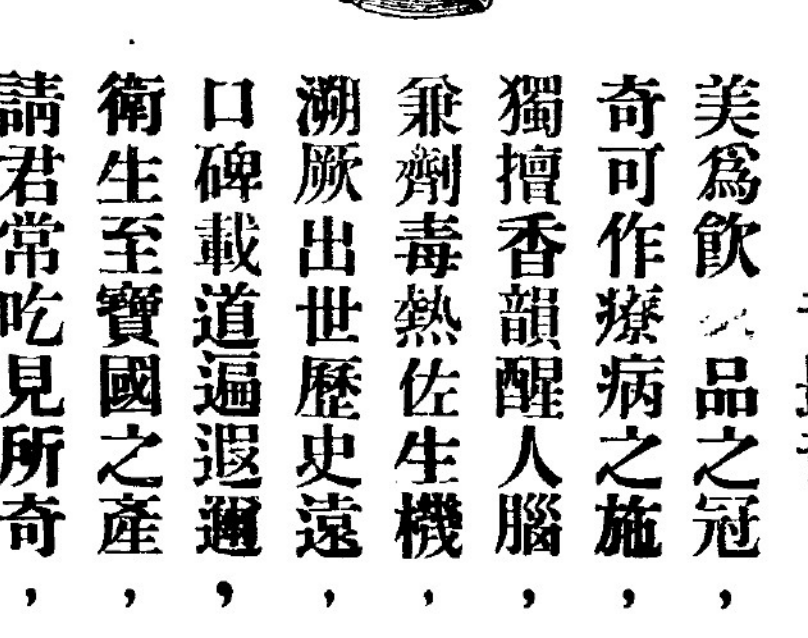 美爲飲品之冠，
奇可作療病之施，
獨擅香韻醒人腦，
兼劑毒熱佐生機，
溯厥出世歷史遠，
口碑載道遍遐邇，
衛生至寶國之產，
請君常吃見所奇，